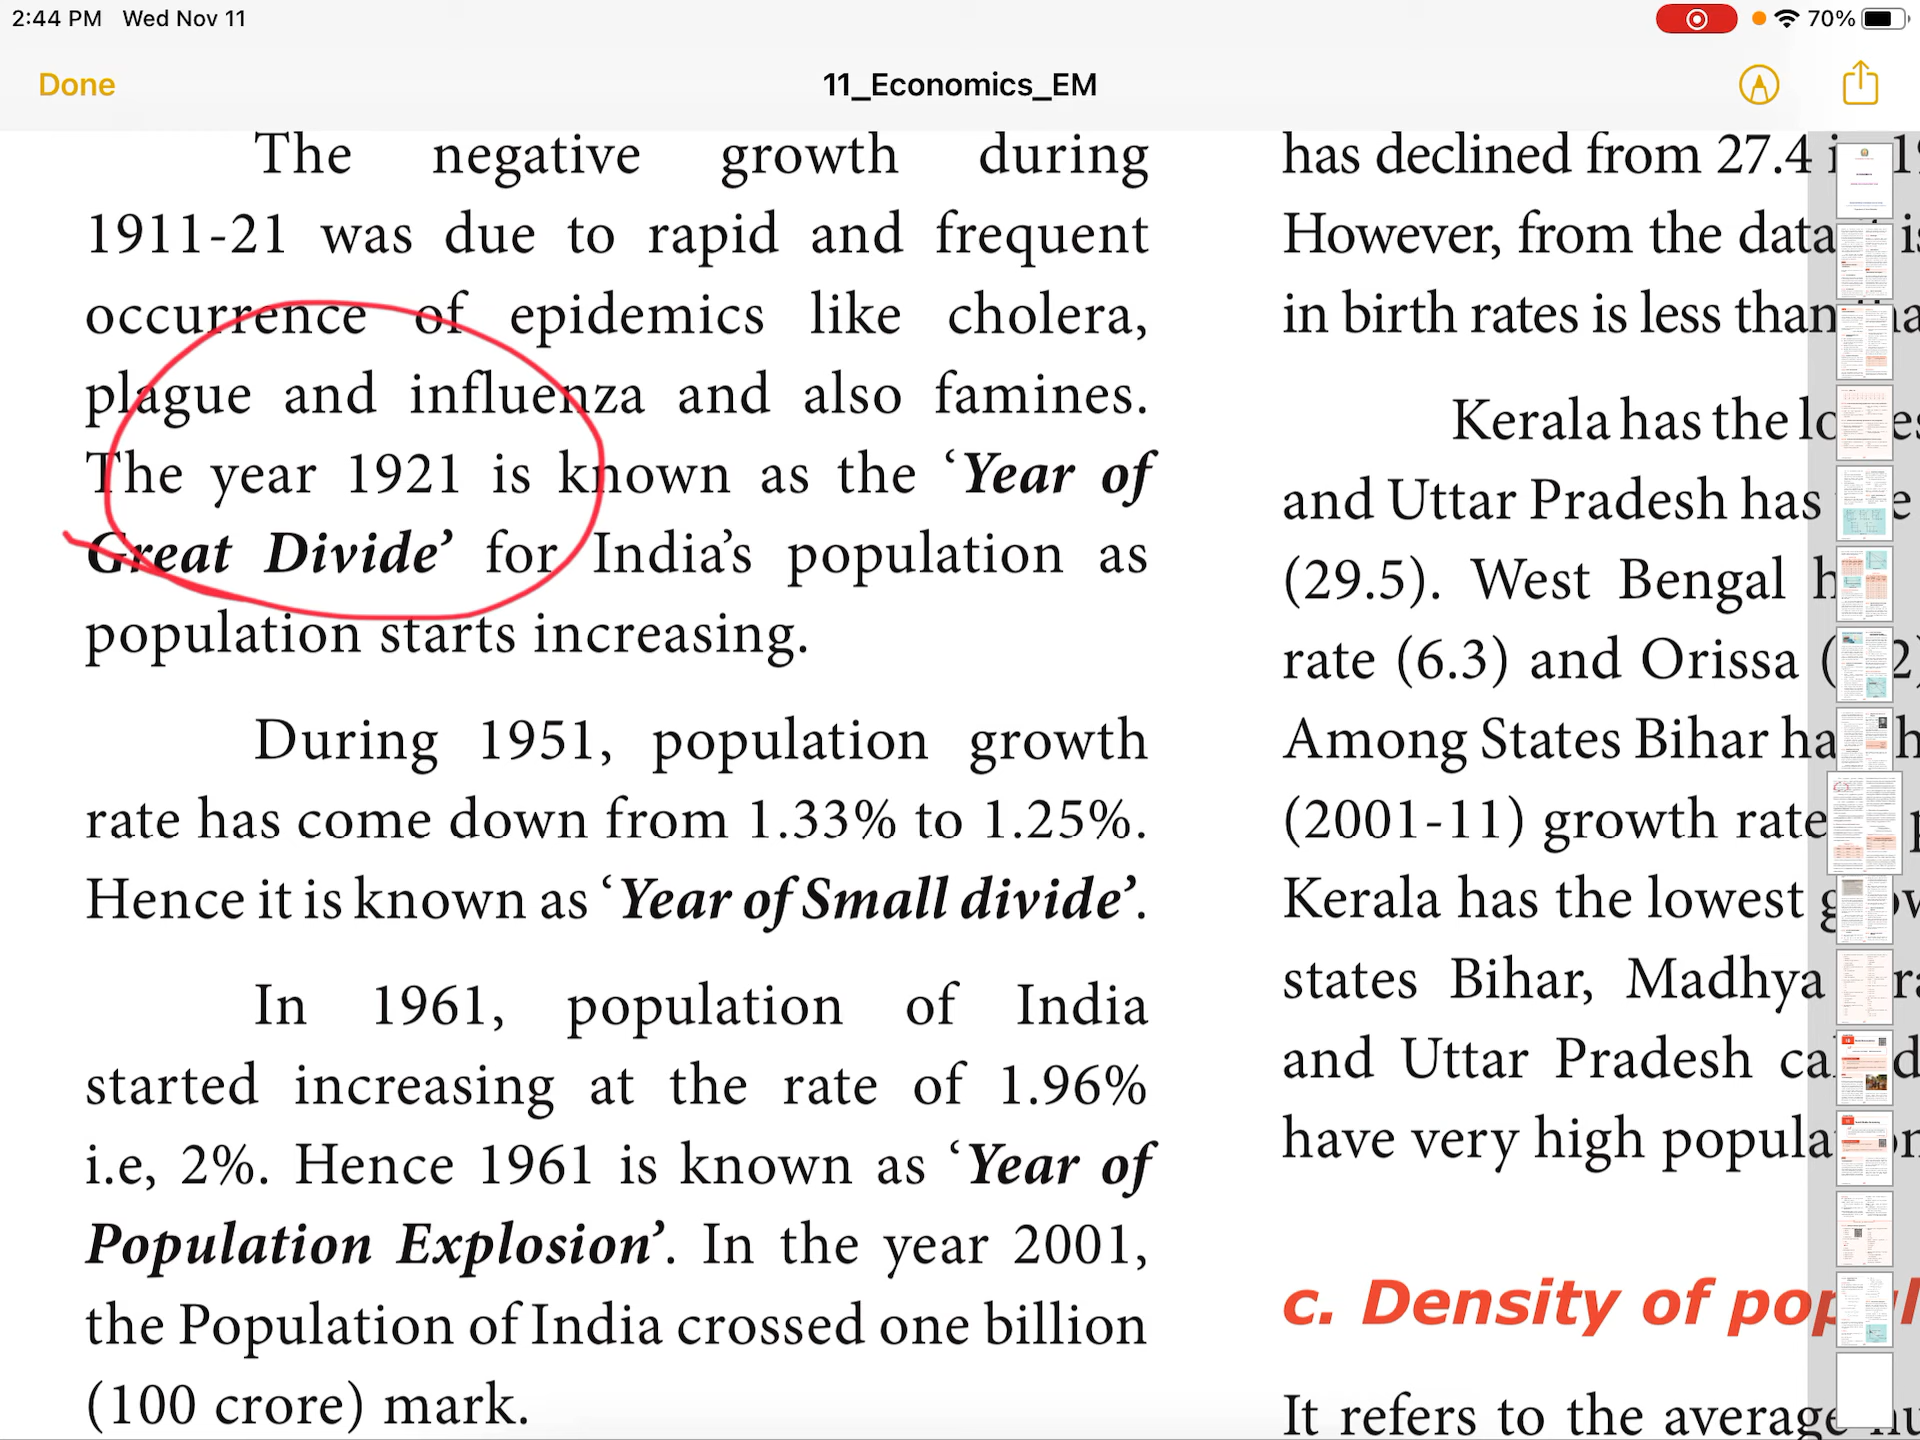 2:44 PM Wed Nov 11
70%
Done
11_Economics_EM
The negative growth during
1911-21 was due to rapid and frequent
occurrence of epidemics like cholera,
plague and influenza and also famines.
The year 1921 is known as the ‘Year of
Great Divide’ for India’s population as
population starts increasing.
During 1951, population growth
rate has come down from 1.33% to 1.25%.
Hence it is known as ‘Year of Small divide’.
In 1961, population of India
started increasing at the rate of 1.96%
i.e, 2%. Hence 1961 is known as ‘Year of
Population Explosion’. In the year 2001,
the Population of India crossed one billion
(100 crore) mark.
has declined from 27.4
However, from the data
in birth rates is less than
Kerala has the
and Uttar Pradesh has
(29.5). West Bengal
rate (6.3) and Orissa
Among States Bihar
(2001-11) growth rate
Kerala has the lowest
states Bihar, Madhya
and Uttar Pradesh
have very high
c. Density of
It refers to the average